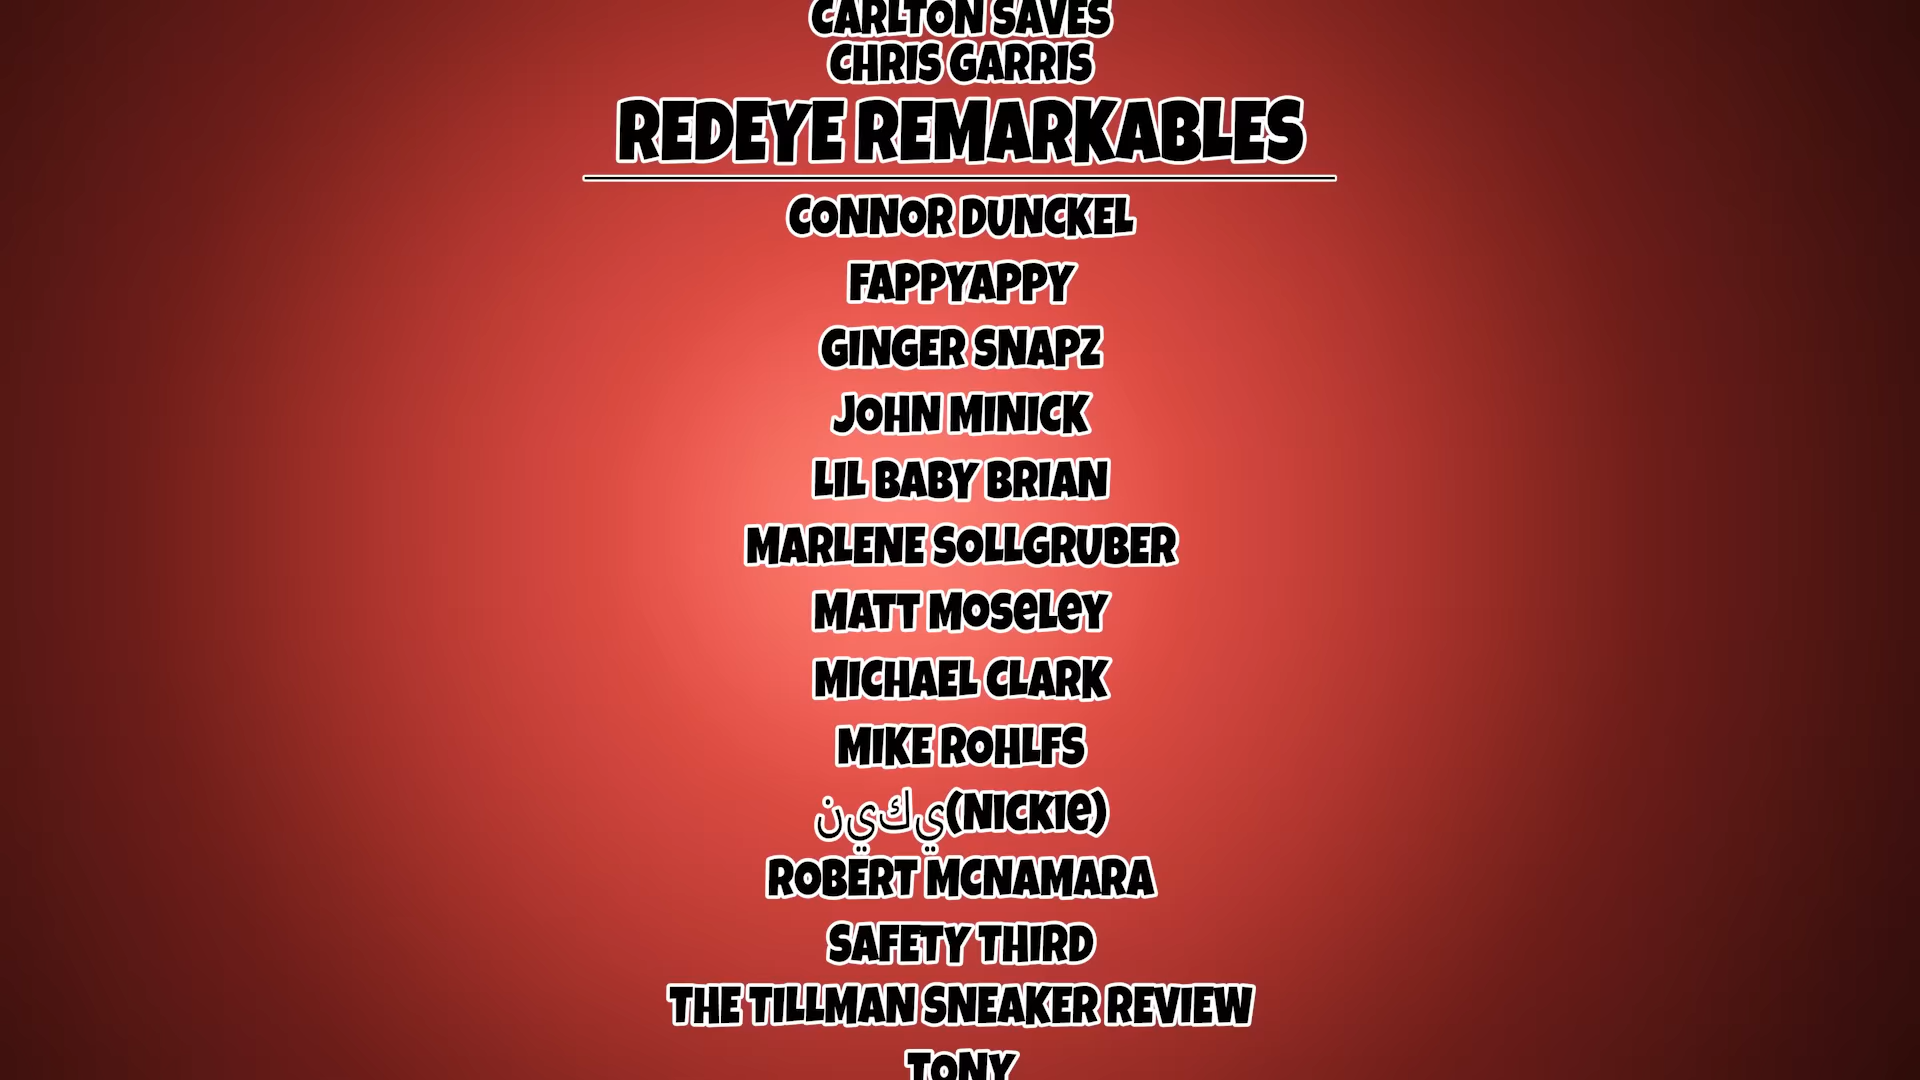 CARLTON SAVES
CHRIS GARRIS
REDEYE REMARKABLES
CONNOR DUNCKEL
FAPPYAPPY
GINGER SNAPZ
JOHN MINICK
LIL BABY BRIAN
MARLENE SOLLGRUBER
MATT MOSeLeY
MICHAEL CLARK
MIKE ROHLFS
نيكي(NICKIe)
ROBERT MCNAMARA
SAFETY THIRD
THE TILLMAN SNEAKER REVIEW
TONY